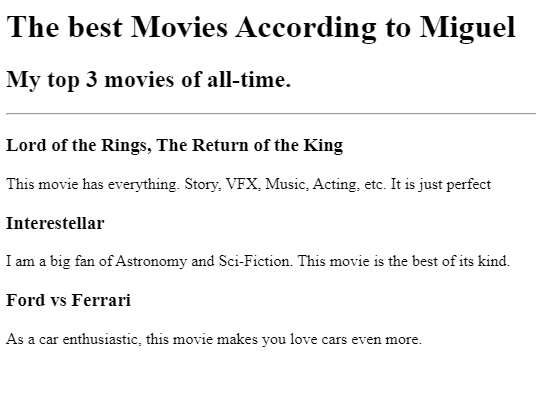 The best Movies According to Miguel
My top 3 movies of all-time.
Lord of the Rings, The Return of the King
This movie has everything. Story, VFX, Music, Acting, etc. It is just perfect
Interestellar
I am a big fan of Astronomy and Sci-Fiction. This movie is the best of its kind.
Ford vs Ferrari
As a car enthusiastic, this movie makes you love cars even more.